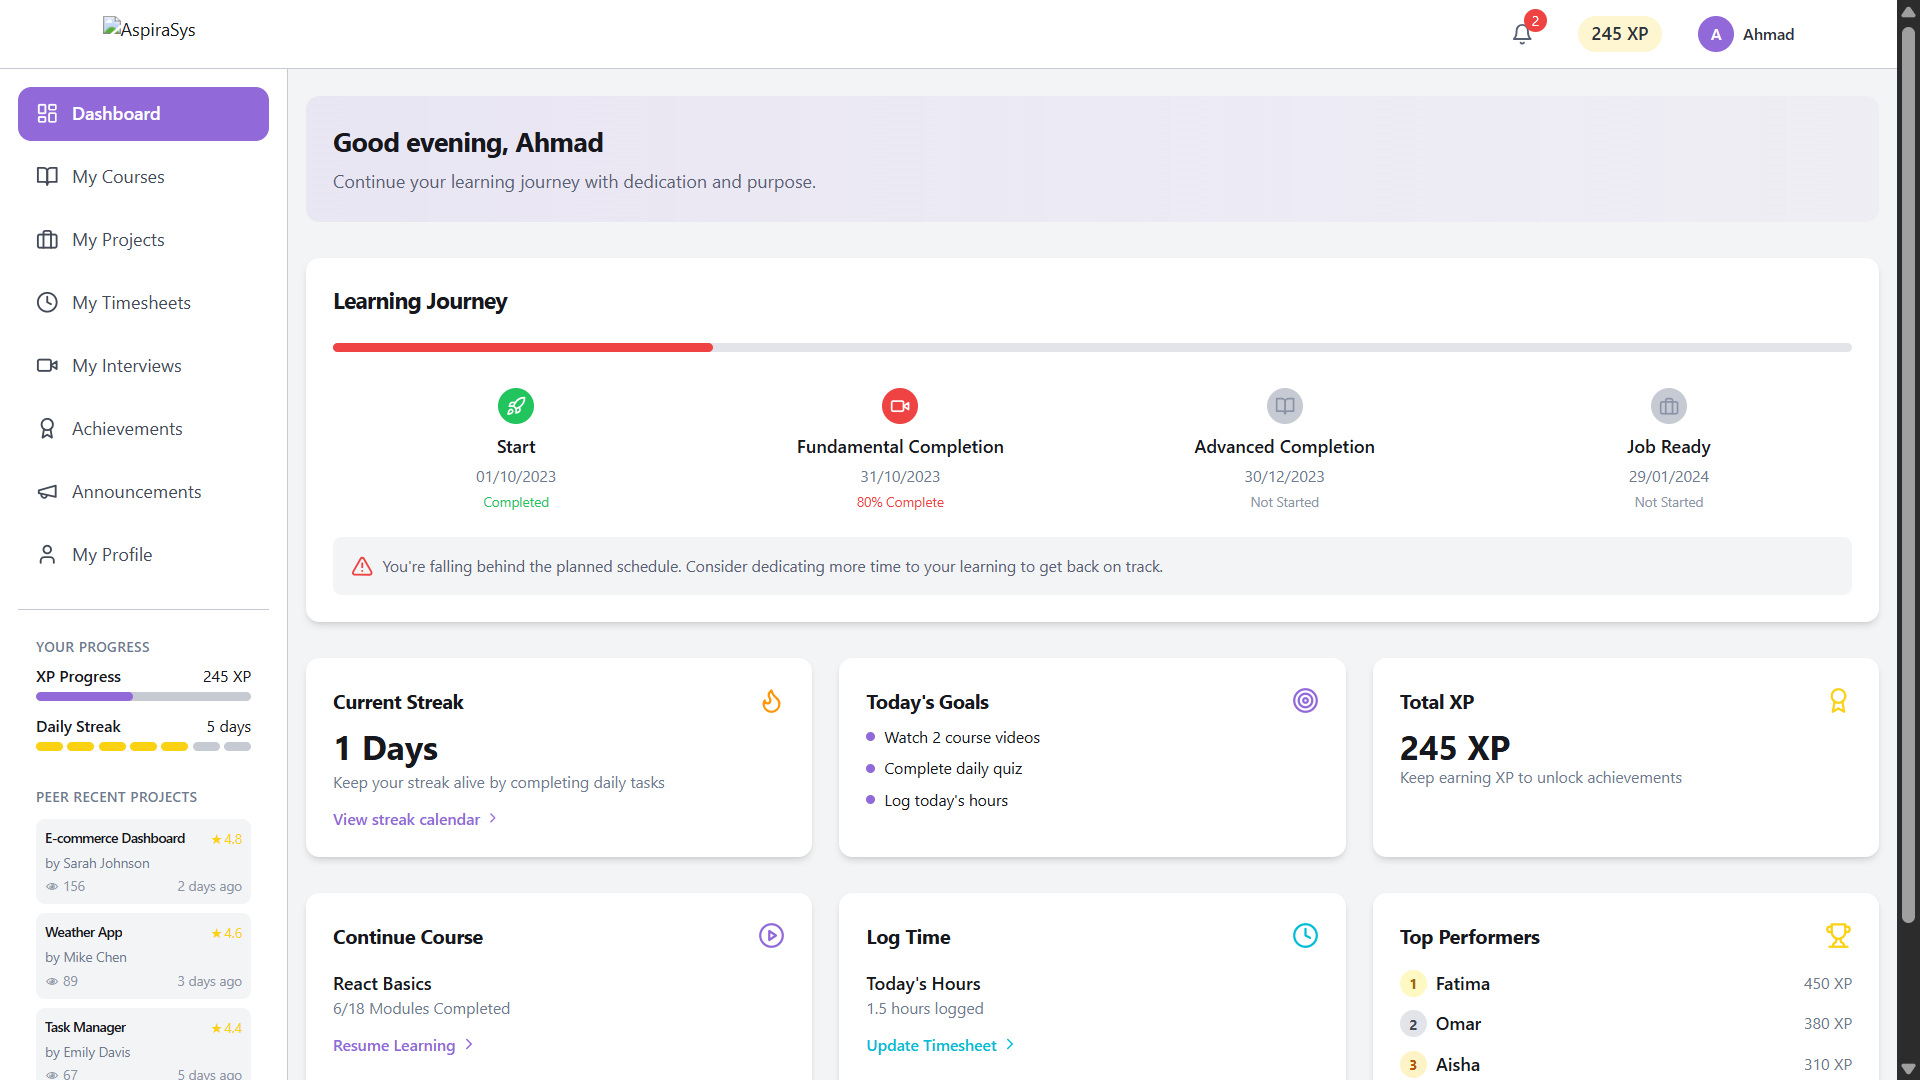 AspiraSys
2
245 XP
A
Ahmad
Dashboard
My Courses
My Projects
My Timesheets
My Interviews
Achievements
Announcements
My Profile
YOUR PROGRESS
XP Progress 245 XP
Daily Streak 5 days
PEER RECENT PROJECTS
E-commerce Dashboard ★4.8
by Sarah Johnson
156 2 days ago
Weather App ★4.6
by Mike Chen
89 3 days ago
Task Manager ★4.4
by Emily Davis
67 5 days ago
Good evening, Ahmad
Continue your learning journey with dedication and purpose.
Learning Journey
Start
01/10/2023
Completed
Fundamental Completion
31/10/2023
80% Complete
Advanced Completion
30/12/2023
Not Started
Job Ready
29/01/2024
Not Started
You're falling behind the planned schedule. Consider dedicating more time to your learning to get back on track.
Current Streak
1 Days
Keep your streak alive by completing daily tasks
View streak calendar
Today's Goals
Watch 2 course videos
Complete daily quiz
Log today's hours
Total XP
245 XP
Keep earning XP to unlock achievements
Continue Course
React Basics
6/18 Modules Completed
Resume Learning
Log Time
Today's Hours
1.5 hours logged
Update Timesheet
Top Performers
1 Fatima 450 XP
2 Omar 380 XP
3 Aisha 310 XP